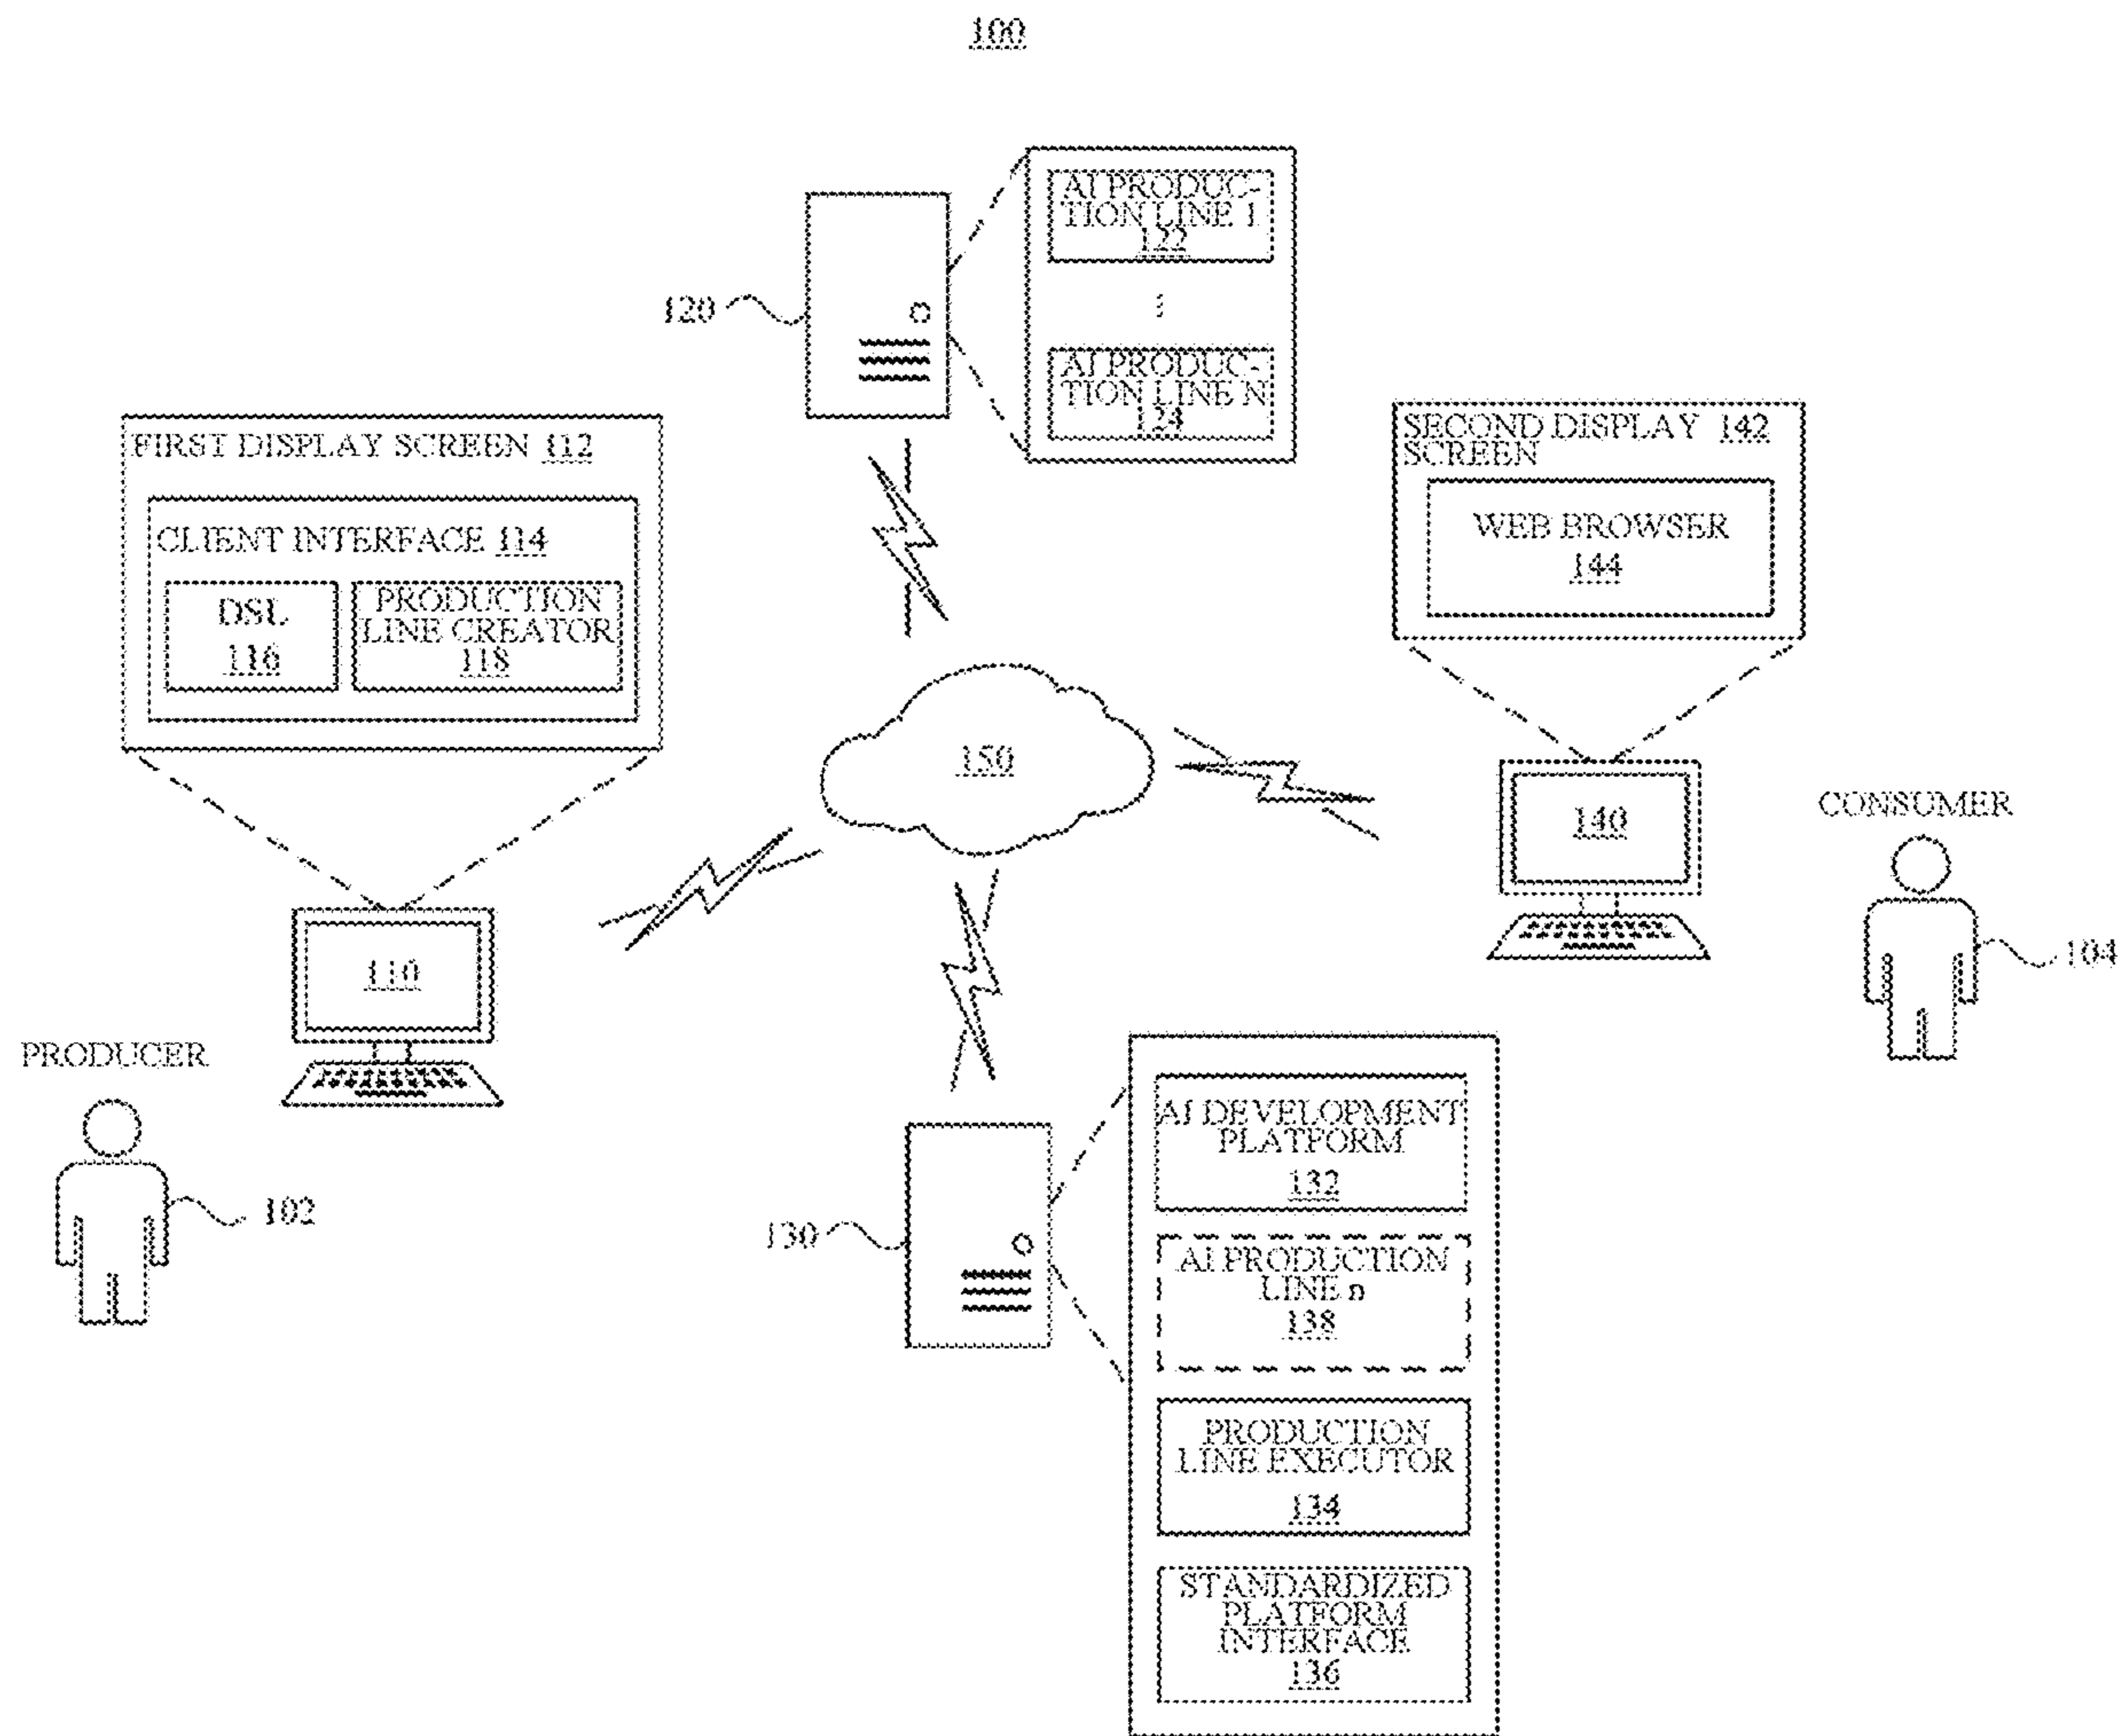 100
AI PRODUC-
TION LINE 1
122
120
AI PRODUC-
TION LINE N
124
FIRST DISPLAY SCREEN 112
CLIENT INTERFACE 114
DSL
116
PRODUCTION
LINE CREATOR
118
SECOND DISPLAY 142
SCREEN
WEB BROWSER
144
150
140
CONSUMER
104
110
PRODUCER
102
130
AI DEVELOPMENT
PLATFORM
132
AI PRODUCTION
LINE n
138
PRODUCTION
LINE EXECUTOR
134
STANDARDIZED
PLATFORM
INTERFACE
136